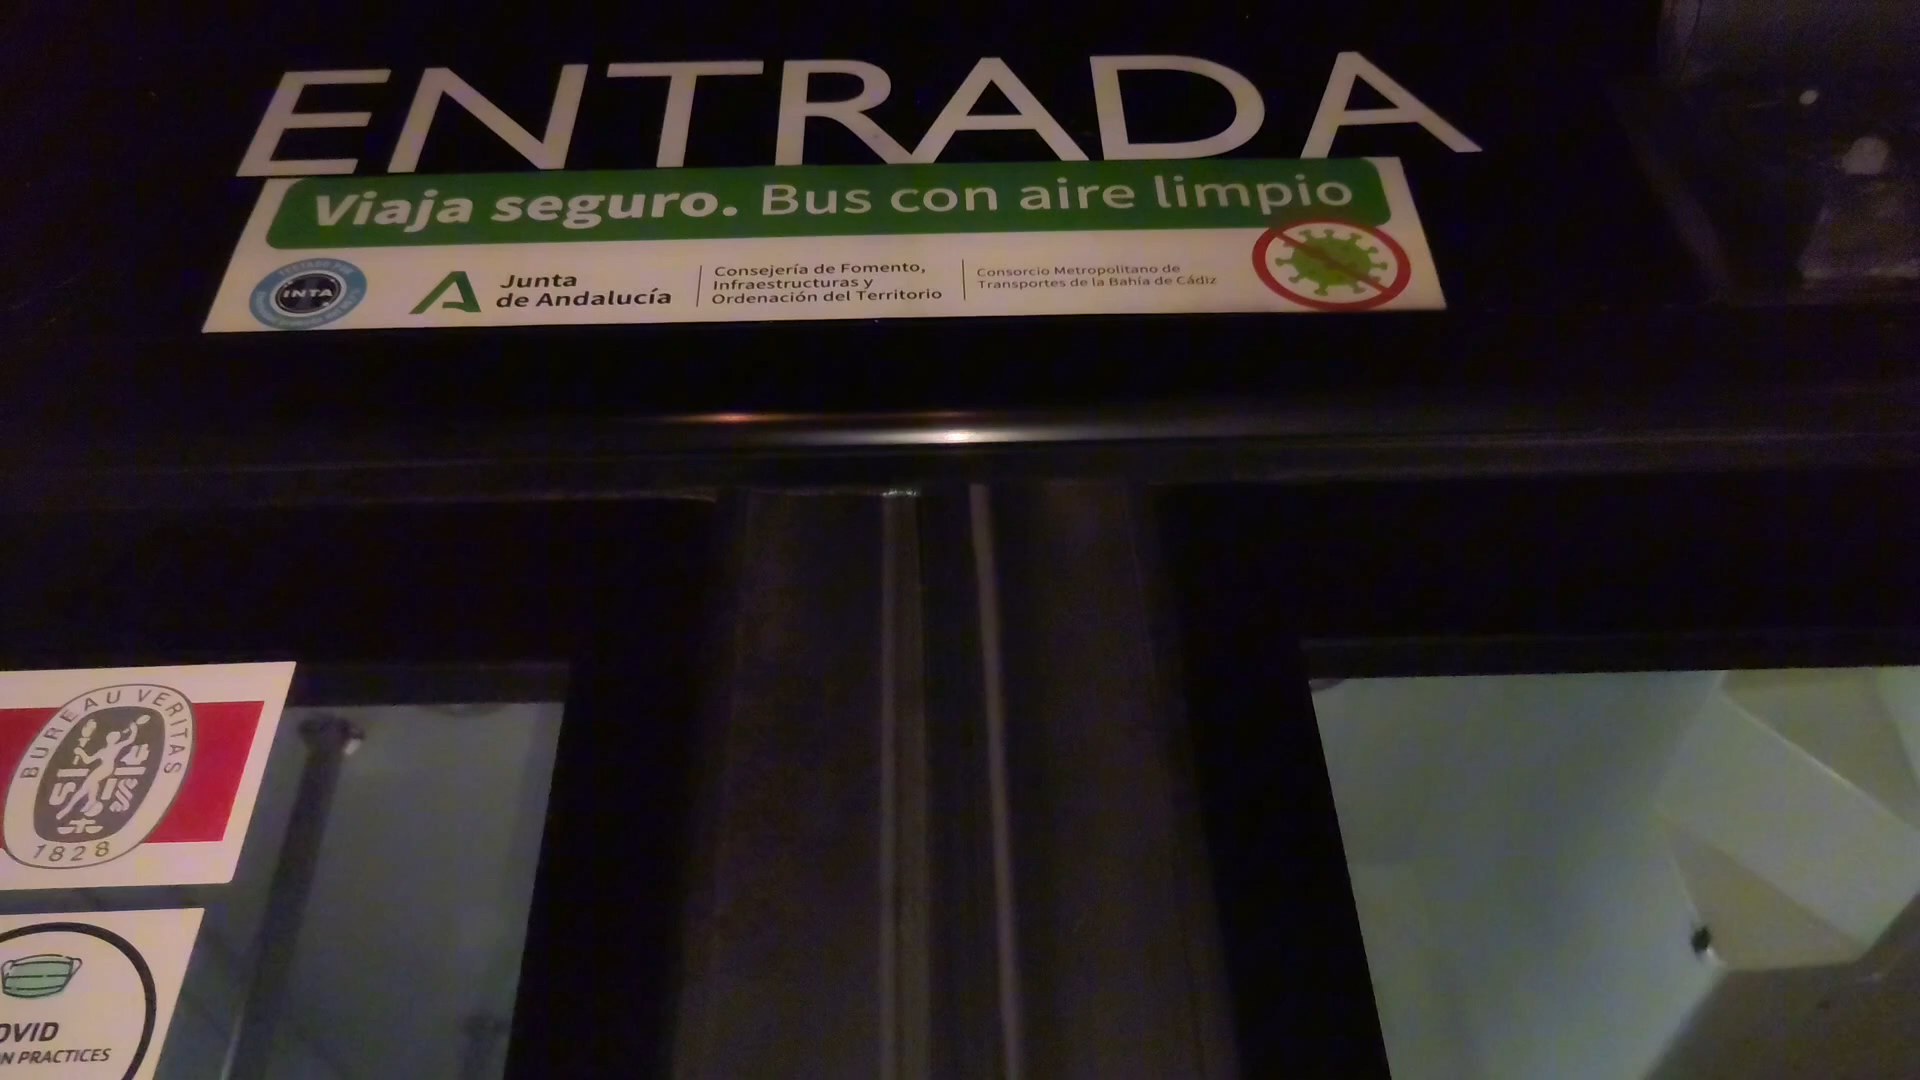 ENTRADA
Viaja seguro. Bus con aire limpio
INTA
Junta
de Andalucía
Consejería de Fomento,
Infraestructuras y
Ordenación del Territorio
Consorcio Metropolitano de
Transportes de la Bahía de Cádiz
BUREAU VERITAS
1828
OVID
N PRACTICES